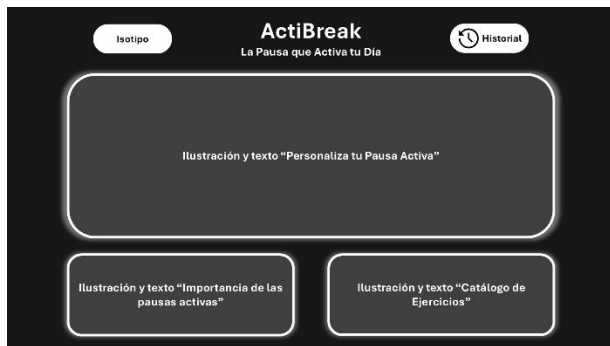 Isotipo
ActiBreak
La Pausa que Activa tu Día
Historial
Ilustración y texto “Personaliza tu Pausa Activa”
Ilustración y texto “Importancia de las
pausas activas”
Ilustración y texto “Catálogo de
Ejercicios”